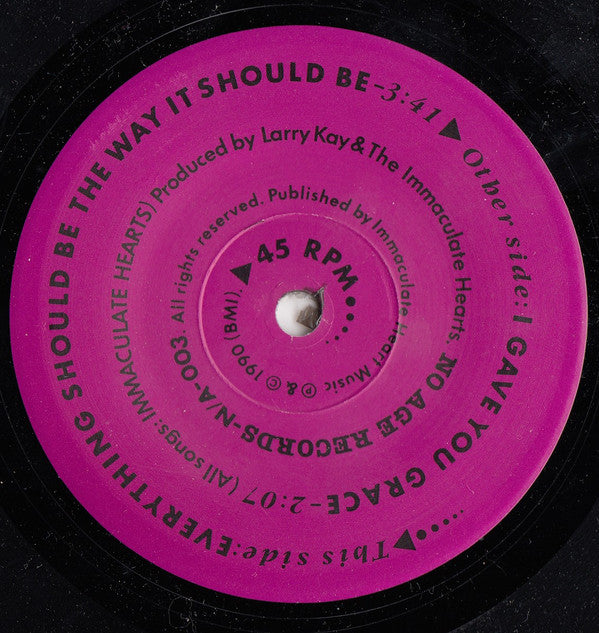 This side: EVERYTHING SHOULD BE THE WAY IT SHOULD BE-3:41
Other side: I GAVE YOU GRACE-2:07 (All songs: IMMACULATE HEARTS) Produced by Larry Kay & The Immaculate Hearts. NO AGE RECORDS-N/A-003. All rights reserved. Published by Immaculate Heart Music ℗ & © 1990 (BMI).
45 RPM